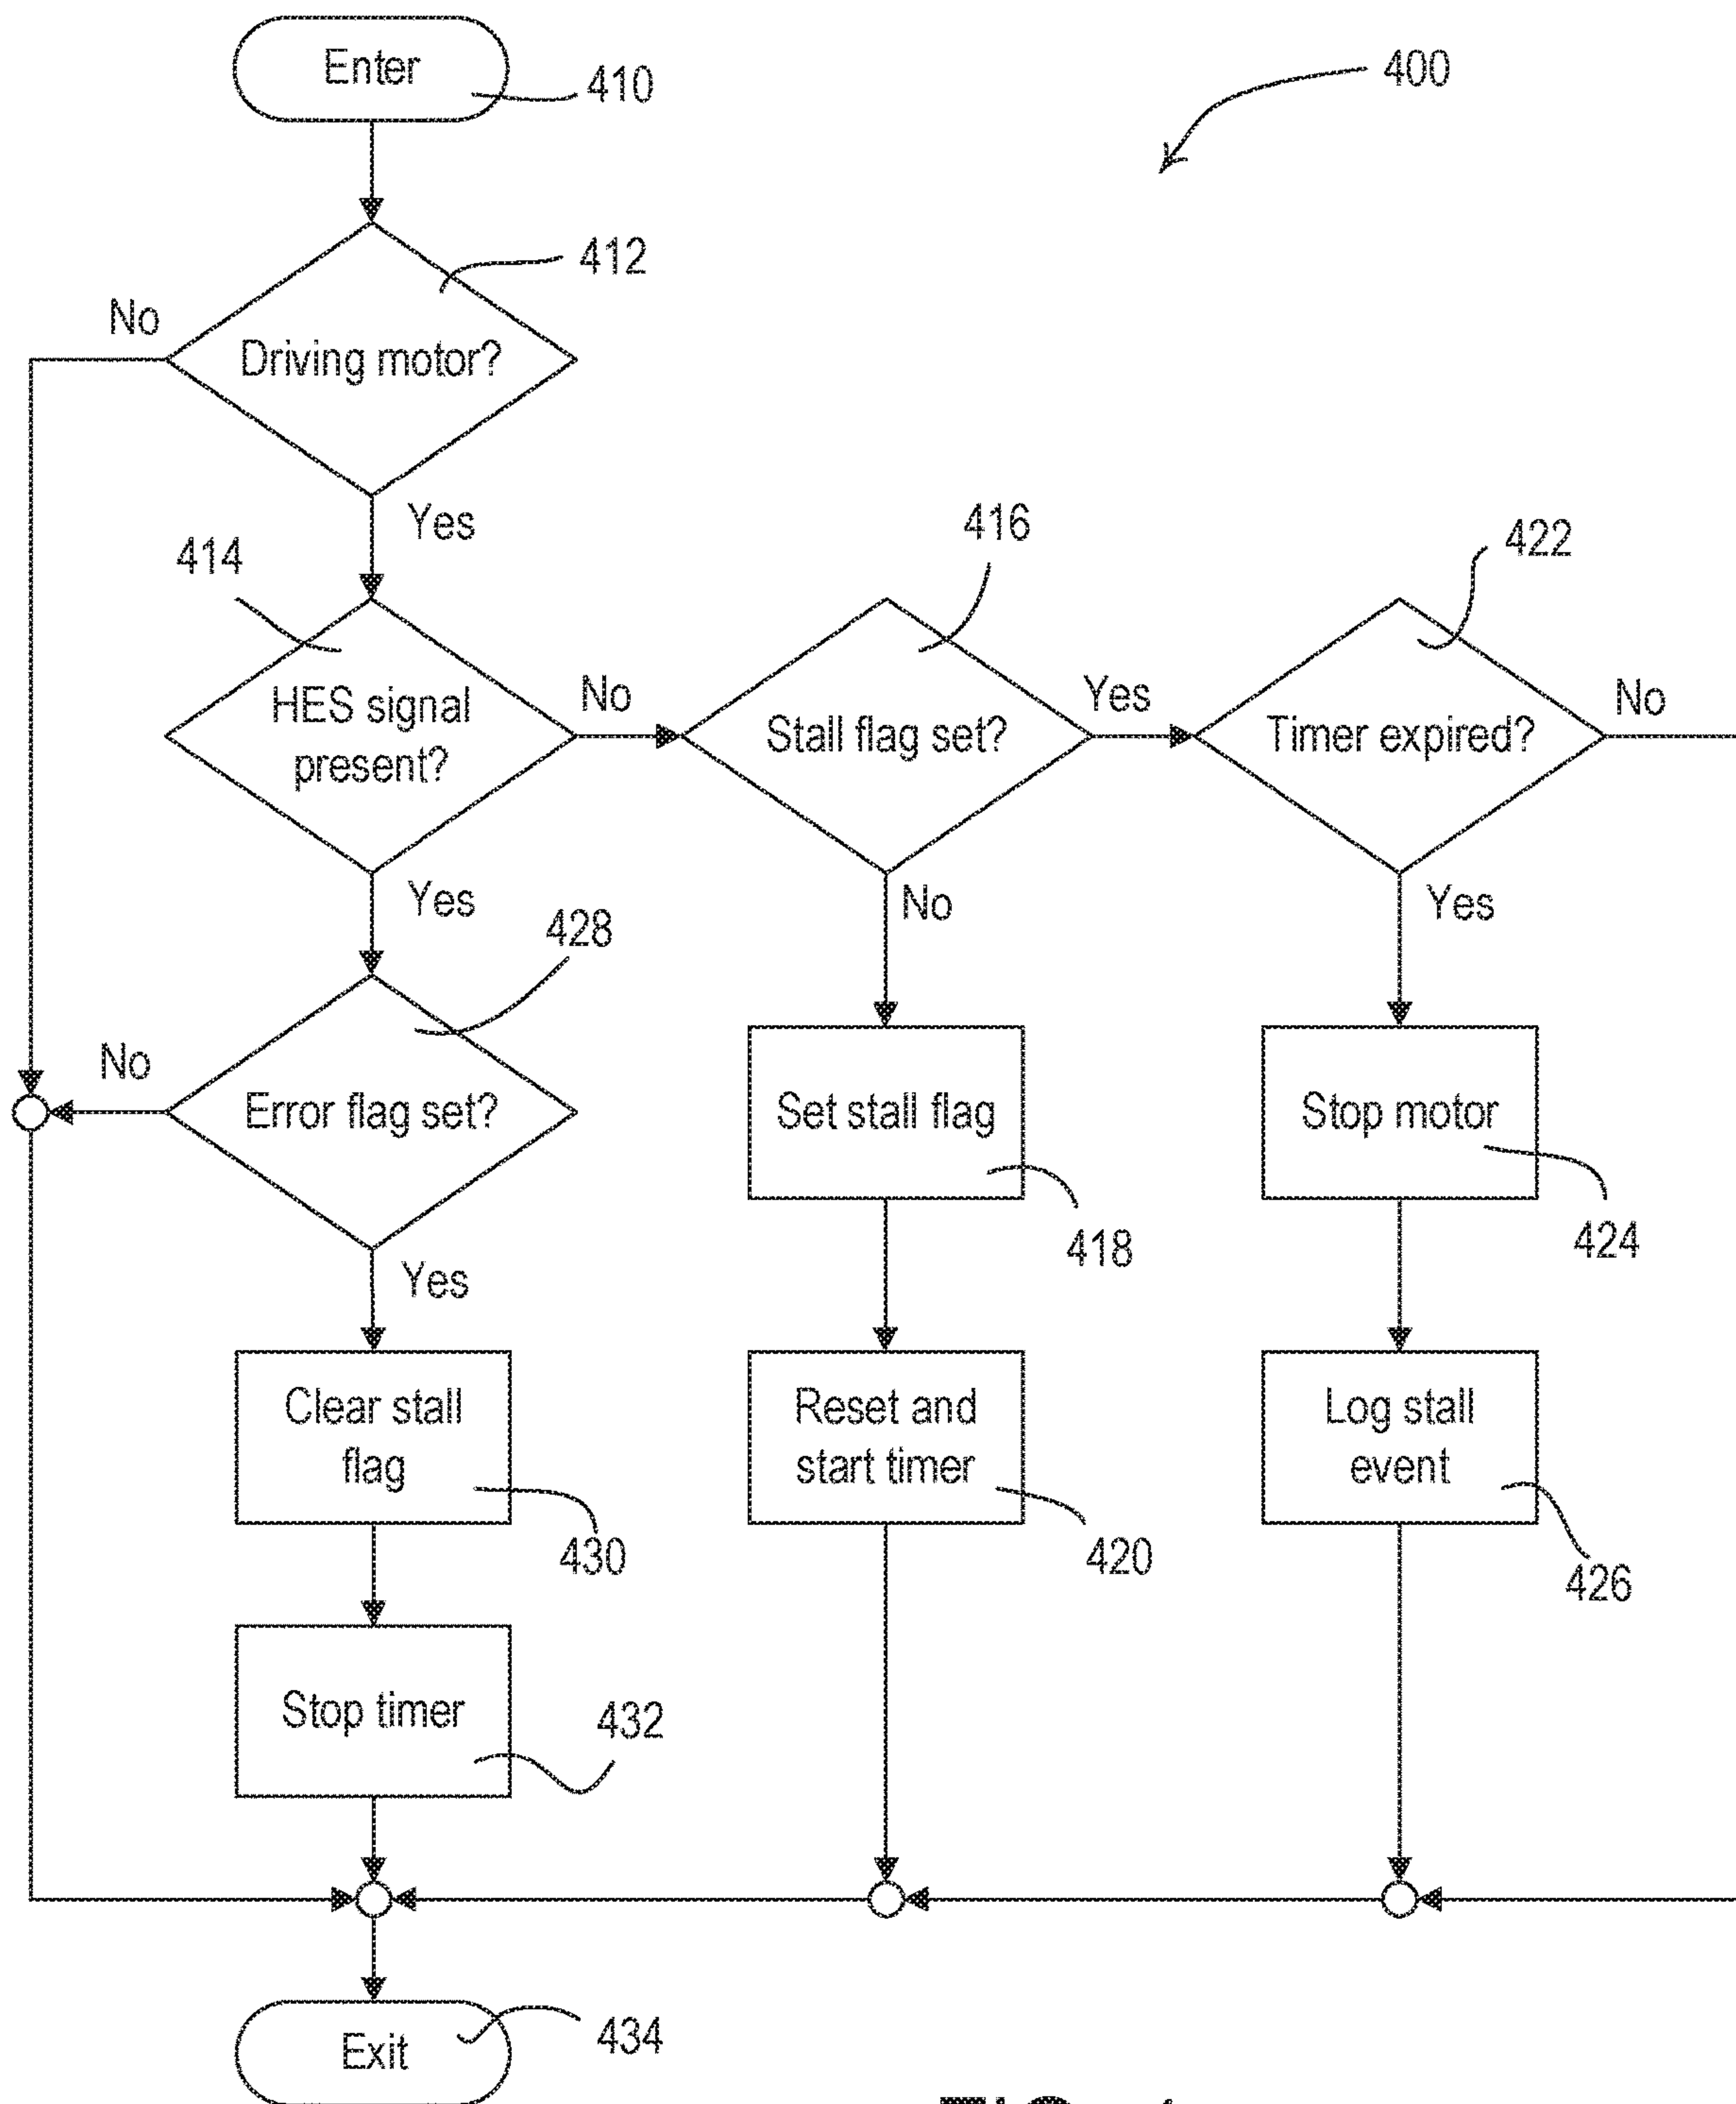 Enter
410
400
412
No
Driving motor?
Yes
414
416
422
HES signal
present?
No
Stall flag set?
Yes
Timer expired?
No
Yes
428
No
Yes
No
Error flag set?
Set stall flag
Stop motor
418
424
Yes
Clear stall
flag
Reset and
start timer
Log stall
event
430
420
426
Stop timer
432
Exit
434